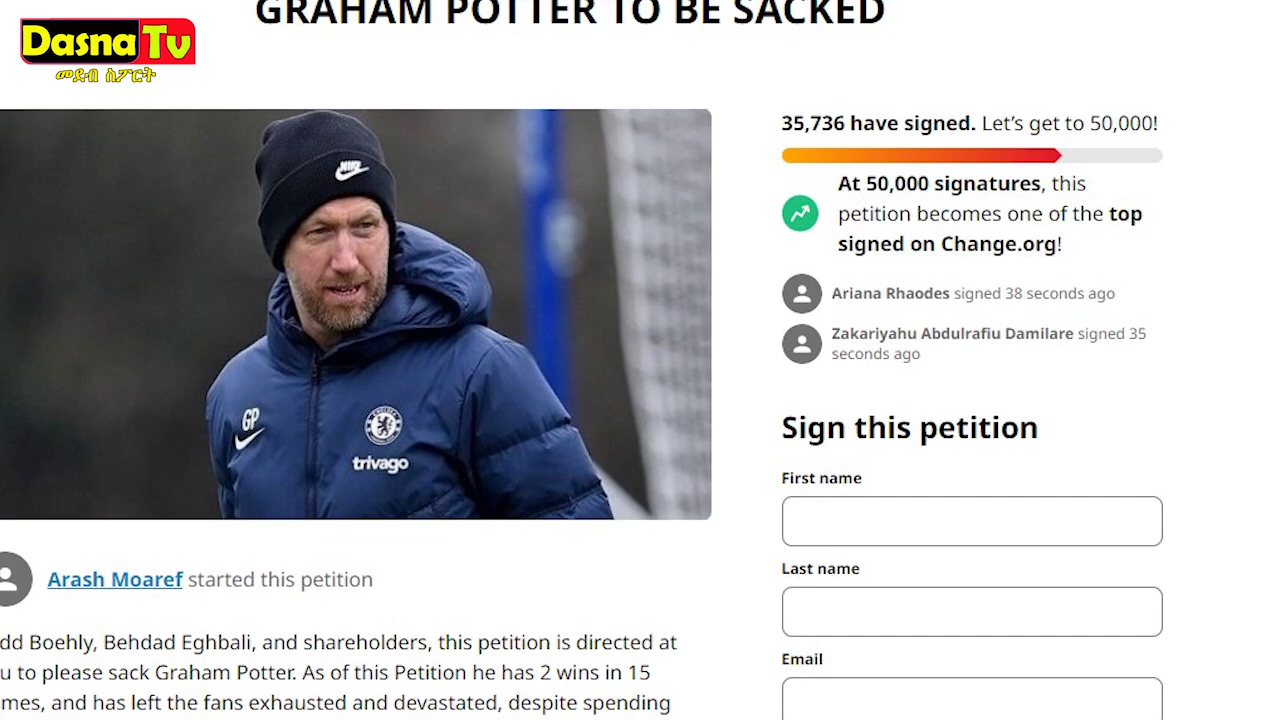 GRAHAM POTTER TO BE SACKED
Dasna Tv
መደብ ስፖርት
35,736 have signed. Let's get to 50,000!
At 50,000 signatures, this
petition becomes one of the top
signed on Change.org!
Ariana Rhaodes signed 38 seconds ago
Zakariyahu Abdulrafiu Damilare signed 35
seconds ago
NIKE
GP
CHELSEA
trivago
Sign this petition
First name
Last name
Email
Arash Moaref started this petition
dd Boehly, Behdad Eghbali, and shareholders, this petition is directed at
u to please sack Graham Potter. As of this Petition he has 2 wins in 15
mes, and has left the fans exhausted and devastated, despite spending